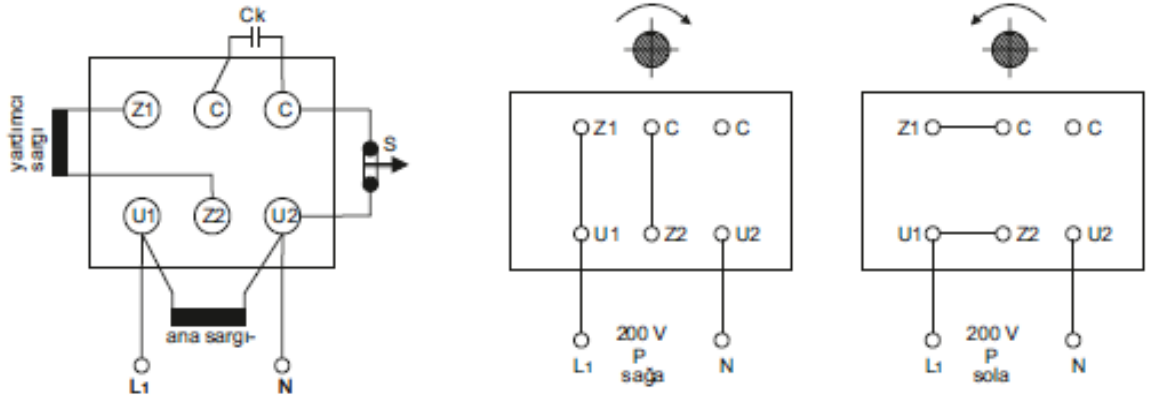 Ck
Z1 C C
yardımcı
sargı
S
U1 Z2 U2
ana sargı-
L1 N
Z1 C C
U1 Z2 U2
200 V
P
sağa
L1 N
Z1 C C
U1 Z2 U2
200 V
P
sola
L1 N